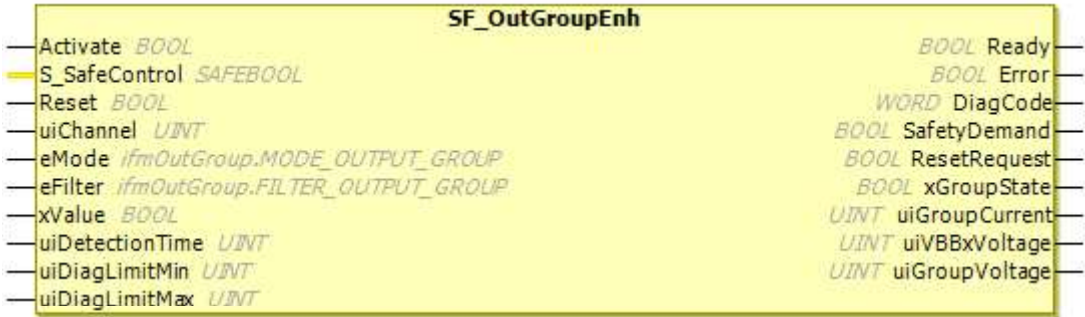 SF_OutGroupEnh
Activate BOOL BOOL Ready
S_SafeControl SAFEBOOL BOOL Error
Reset BOOL WORD DiagCode
uiChannel UINT BOOL SafetyDemand
eMode ifmOutGroup.MODE_OUTPUT_GROUP BOOL ResetRequest
eFilter ifmOutGroup.FILTER_OUTPUT_GROUP BOOL xGroupState
xValue BOOL UINT uiGroupCurrent
uiDetectionTime UINT UINT uiVBBxVoltage
uiDiagLimitMin UINT UINT uiGroupVoltage
uiDiagLimitMax UINT